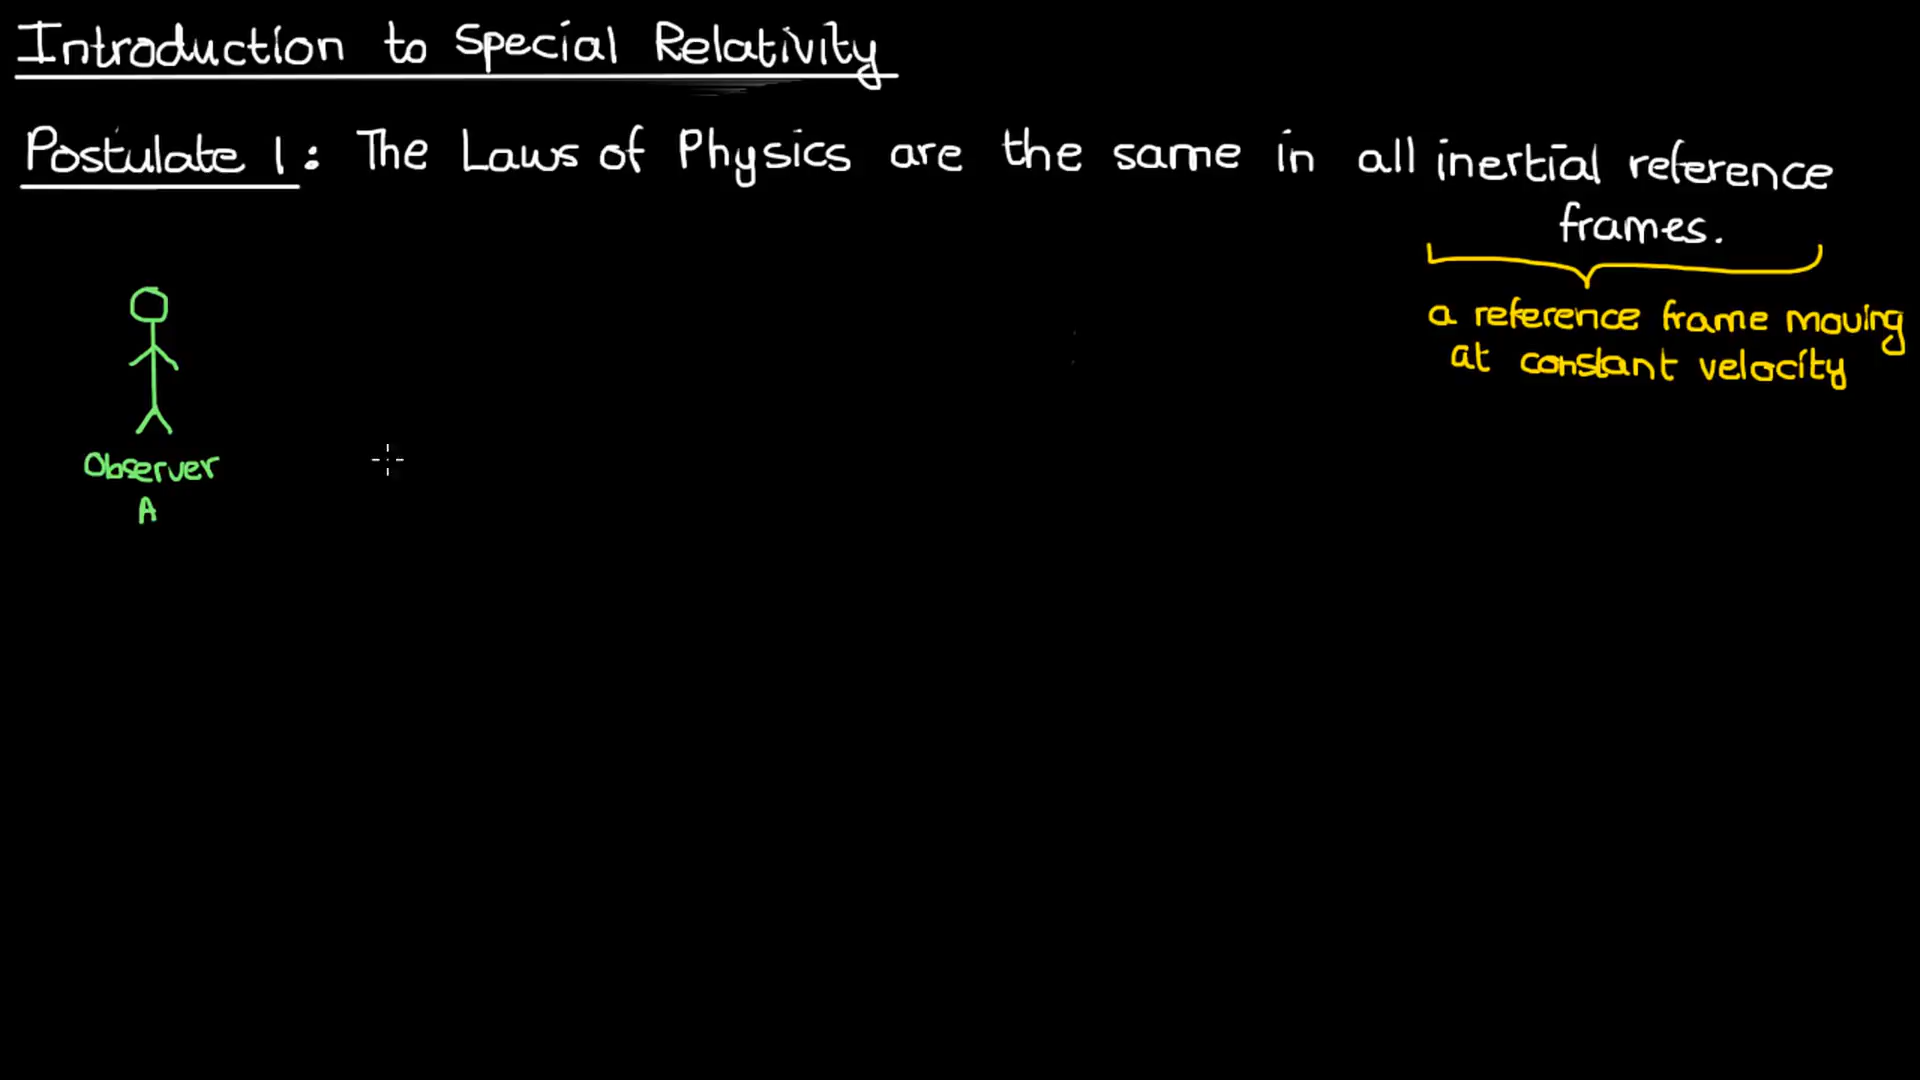 Introduction to Special Relativity
Postulate 1: The Laws of Physics are the same in all inertial reference
frames.
a reference frame moving
at constant velocity
Observer
A